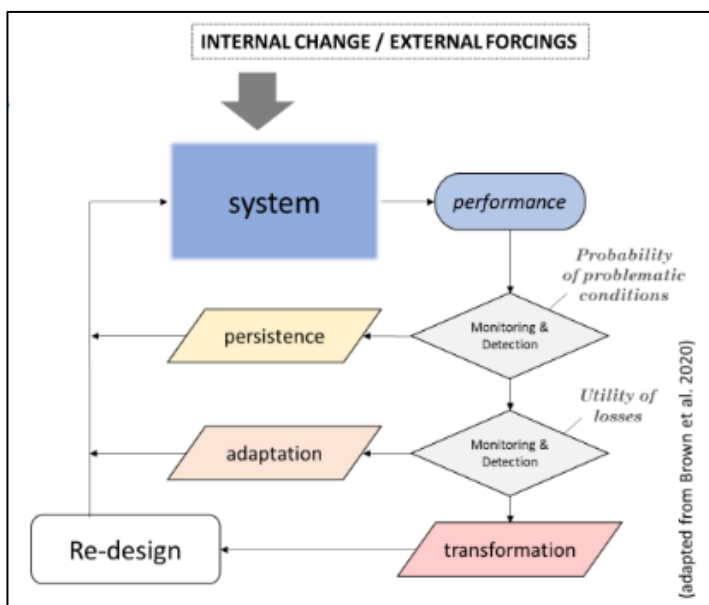 INTERNAL CHANGE / EXTERNAL FORCINGS
system
performance
Probability
of problematic
conditions
persistence
Monitoring &
Detection
Utility of
losses
adaptation
Monitoring &
Detection
Re-design
transformation
(adapted from Brown et al. 2020)